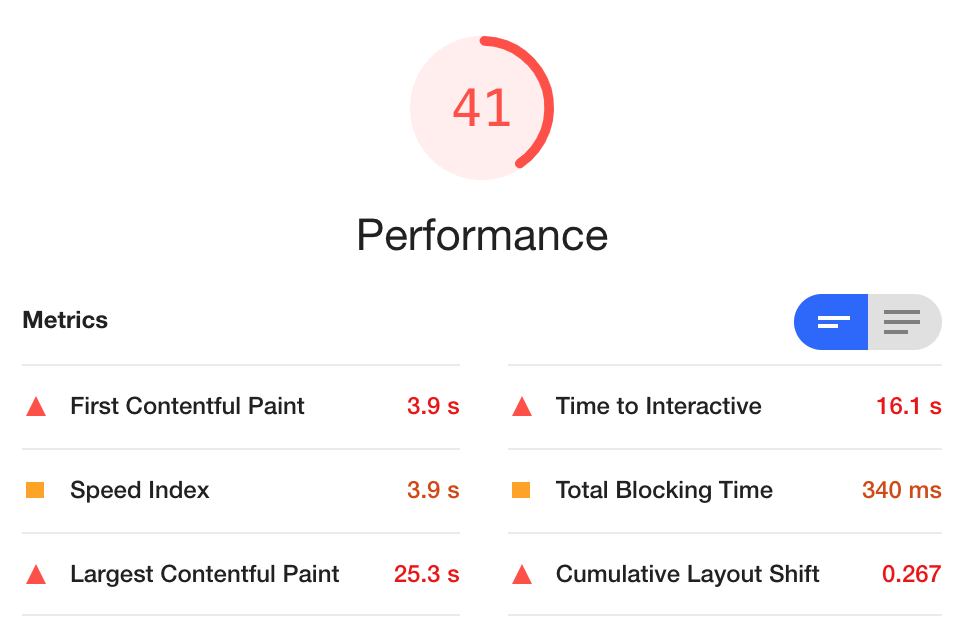 41
Performance
Metrics
First Contentful Paint 3.9 s
Time to Interactive 16.1 s
Speed Index 3.9 s
Total Blocking Time 340 ms
Largest Contentful Paint 25.3 s
Cumulative Layout Shift 0.267